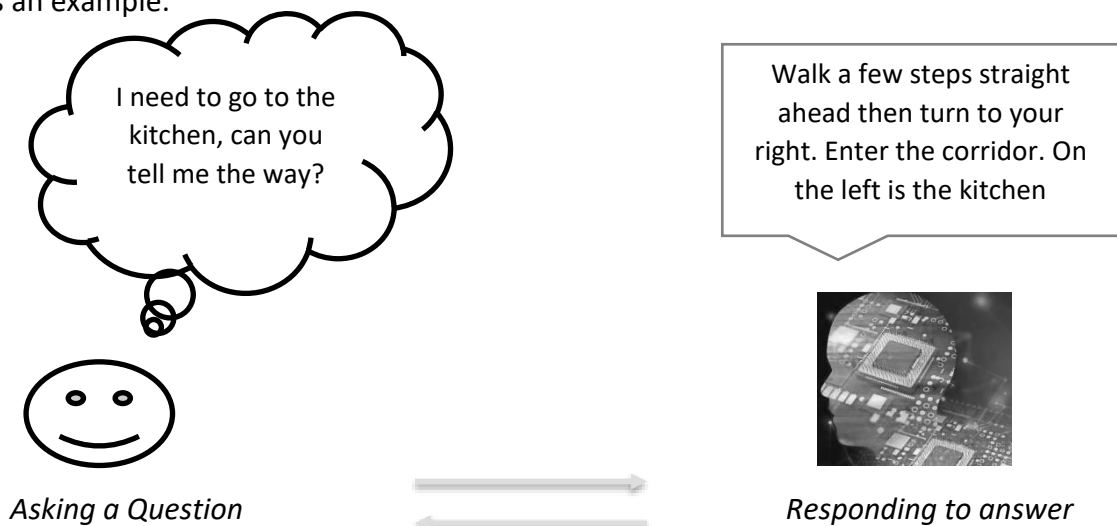 s an example:
I need to go to the
kitchen, can you
tell me the way?
Walk a few steps straight
ahead then turn to your
right. Enter the corridor. On
the left is the kitchen
Asking a Question
Responding to answer